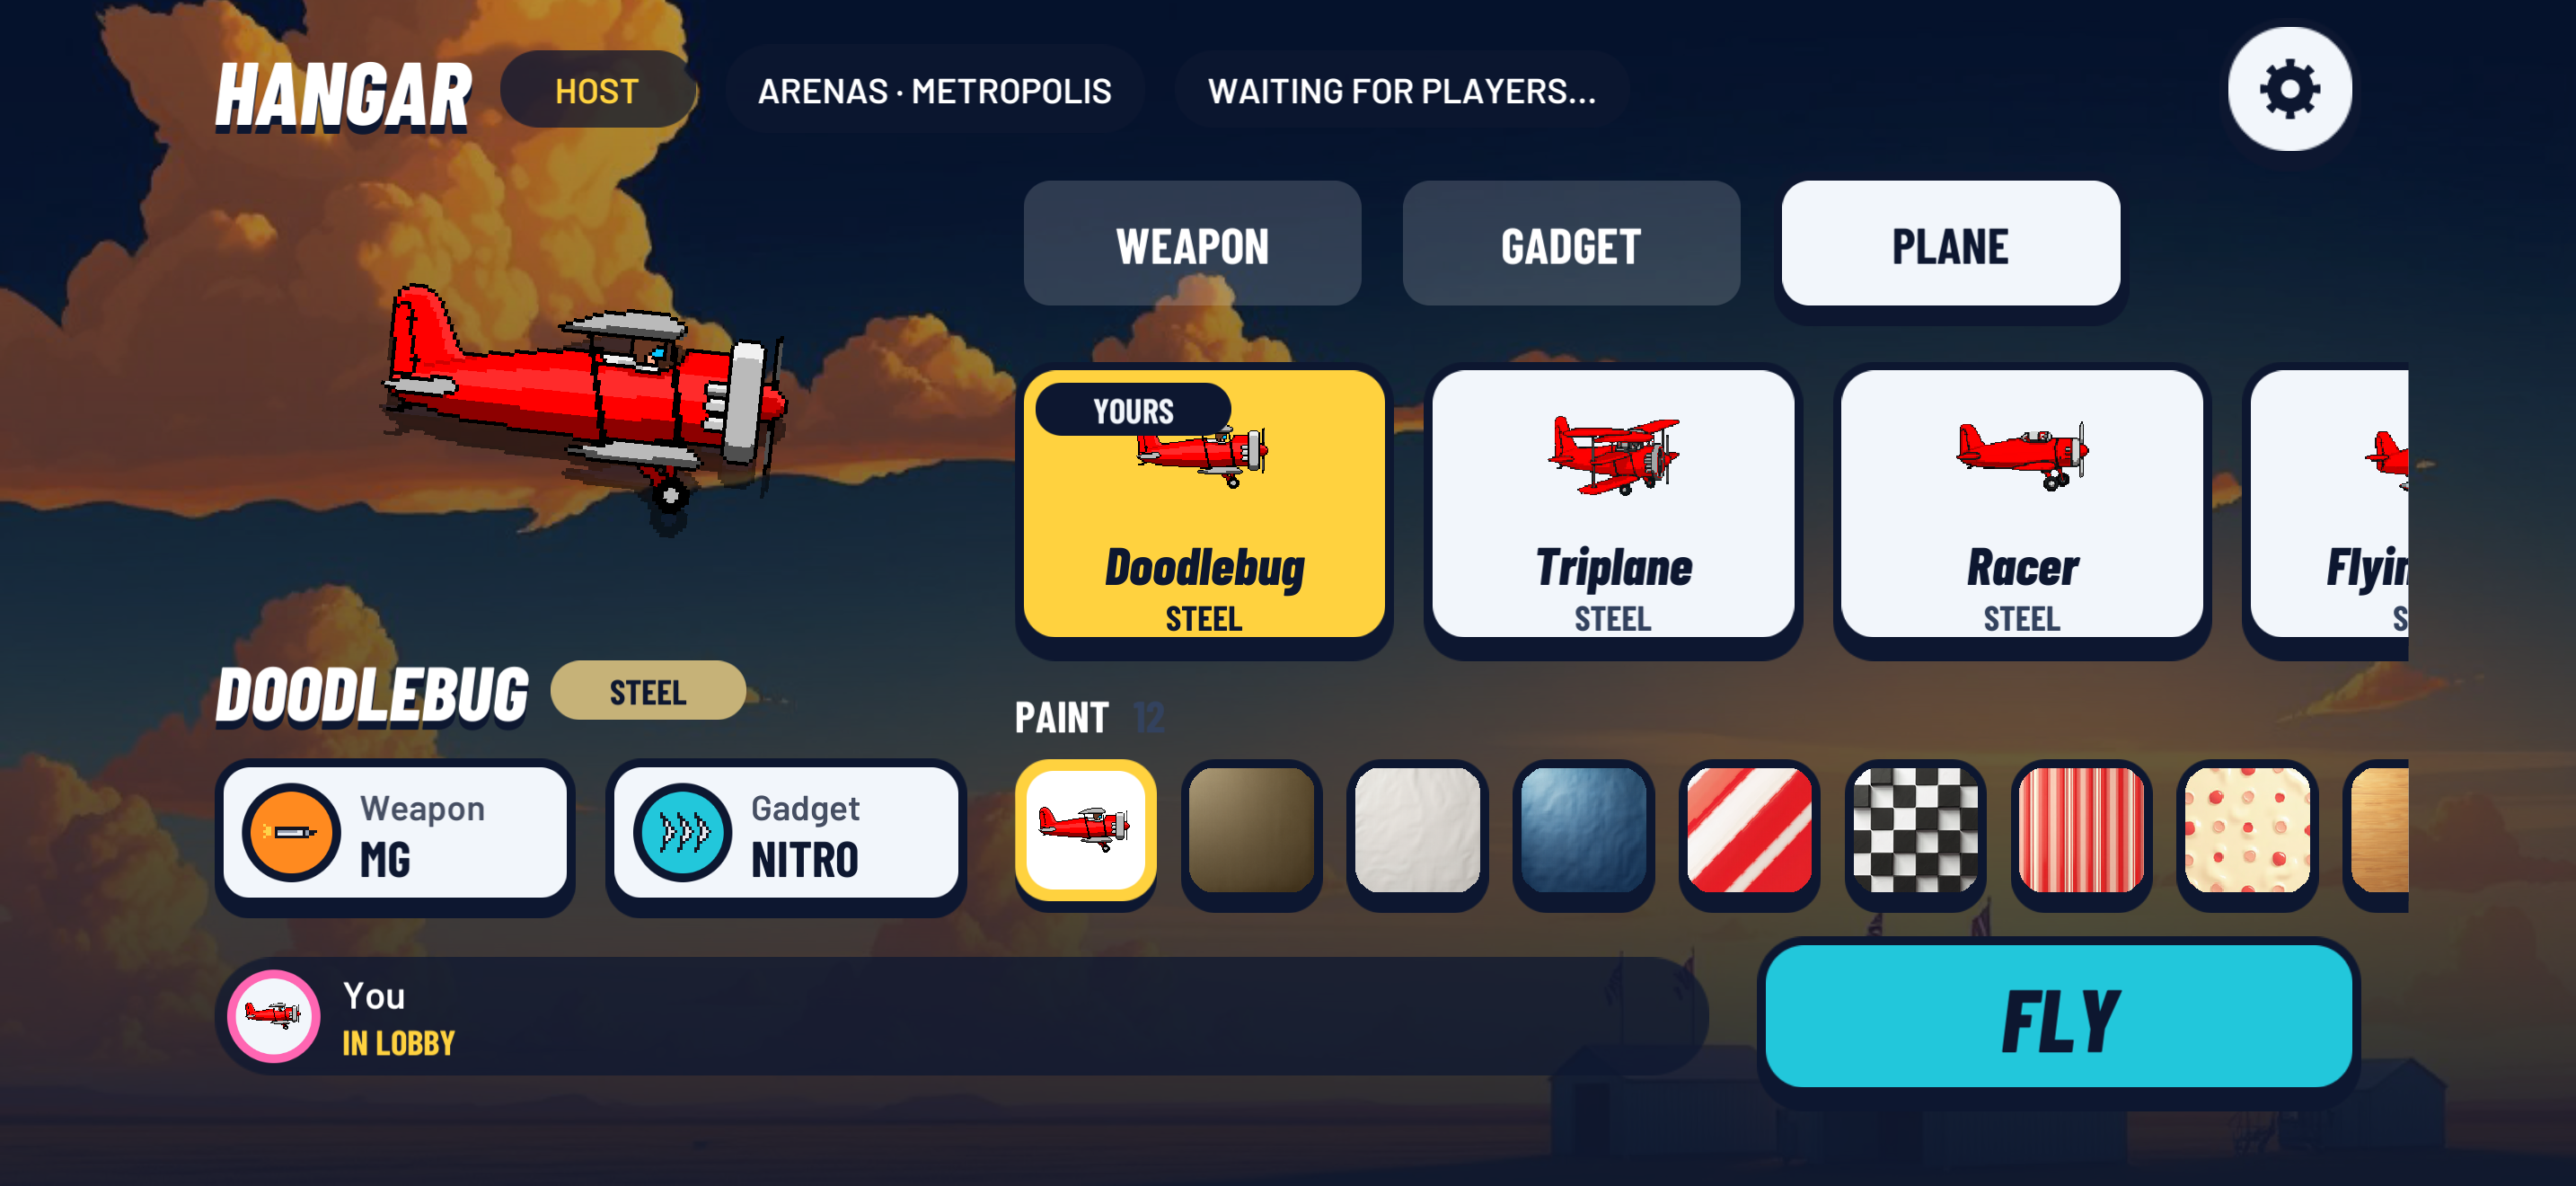 HANGAR
HOST
ARENAS · METROPOLIS
WAITING FOR PLAYERS...
WEAPON
GADGET
PLANE
YOURS
Doodlebug
STEEL
Triplane
STEEL
Racer
STEEL
Flyin
S
DOODLEBUG
STEEL
PAINT 12
Weapon
MG
Gadget
NITRO
You
IN LOBBY
FLY